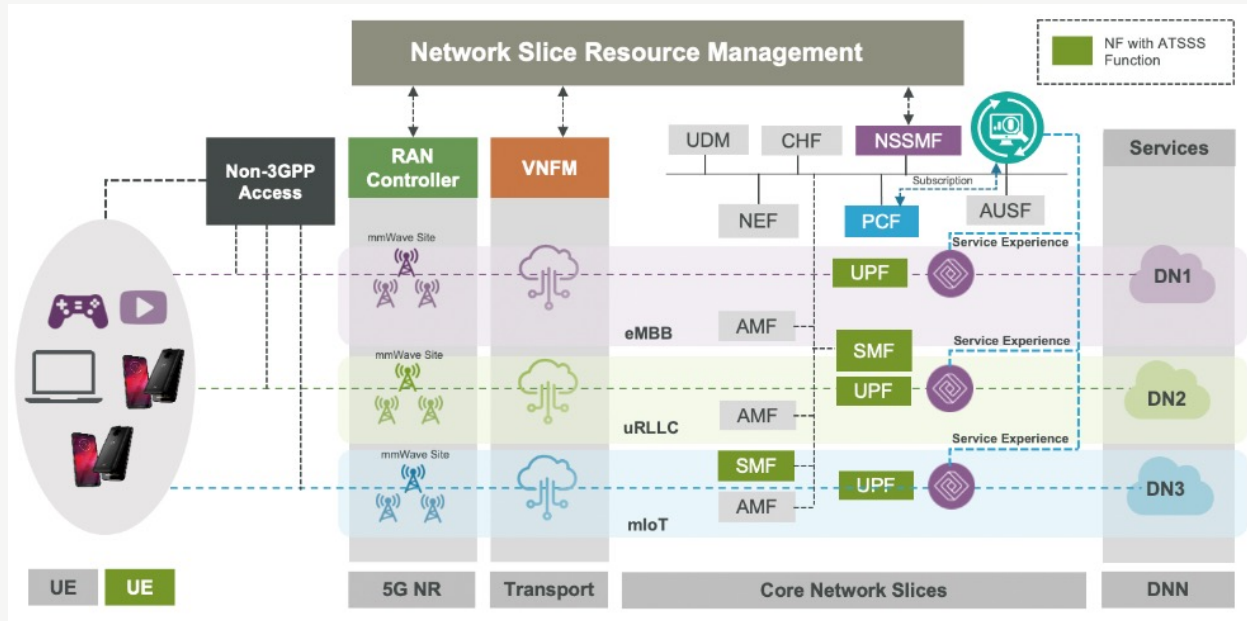 Network Slice Resource Management
NF with ATSSS
Function
Non-3GPP
Access
RAN
Controller
VNFM
UDM
CHF
NSSMF
Services
Subscription
NEF
PCF
AUSF
mmWave Site
Service Experience
UPF
DN1
eMBB
AMF
mmWave Site
SMF
Service Experience
UPF
DN2
uRLLC
AMF
mmWave Site
Service Experience
SMF
UPF
DN3
AMF
mIoT
UE
UE
5G NR
Transport
Core Network Slices
DNN